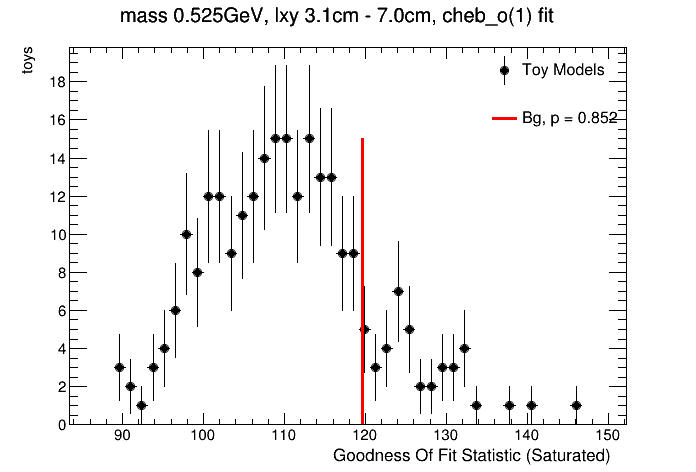 mass 0.525GeV, lxy 3.1cm - 7.0cm, cheb_o(1) fit
toys
Toy Models
Bg, p = 0.852
18
16
14
12
10
8
6
4
2
0
90 100 110 120 130 140 150
Goodness Of Fit Statistic (Saturated)